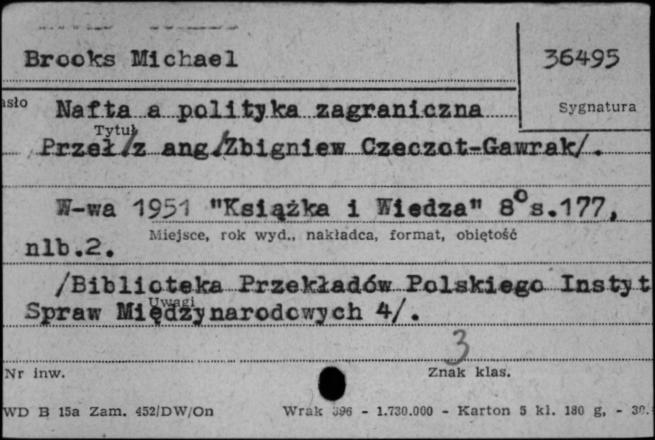 Brooks Michael
36495
asło Nafta a polityka zagraniczna
Sygnatura
Tytuł
Przeł/z ang/Zbigniew Czeczot-Gawrak/.
W-wa 1951 "Książka i Wiedza" 8° s.177,
Miejsce, rok wyd., nakładca, format, objętość
nlb.2.
/Biblioteka Przekładów Polskiego Instyt
Uwagi
Spraw Międzynarodowych 4/.
3
Nr inw.
Znak klas.
WD B 15a Zam. 452/DW/On Wrak 396 - 1.730.000 - Karton 5 kl. 180 g, - 30.